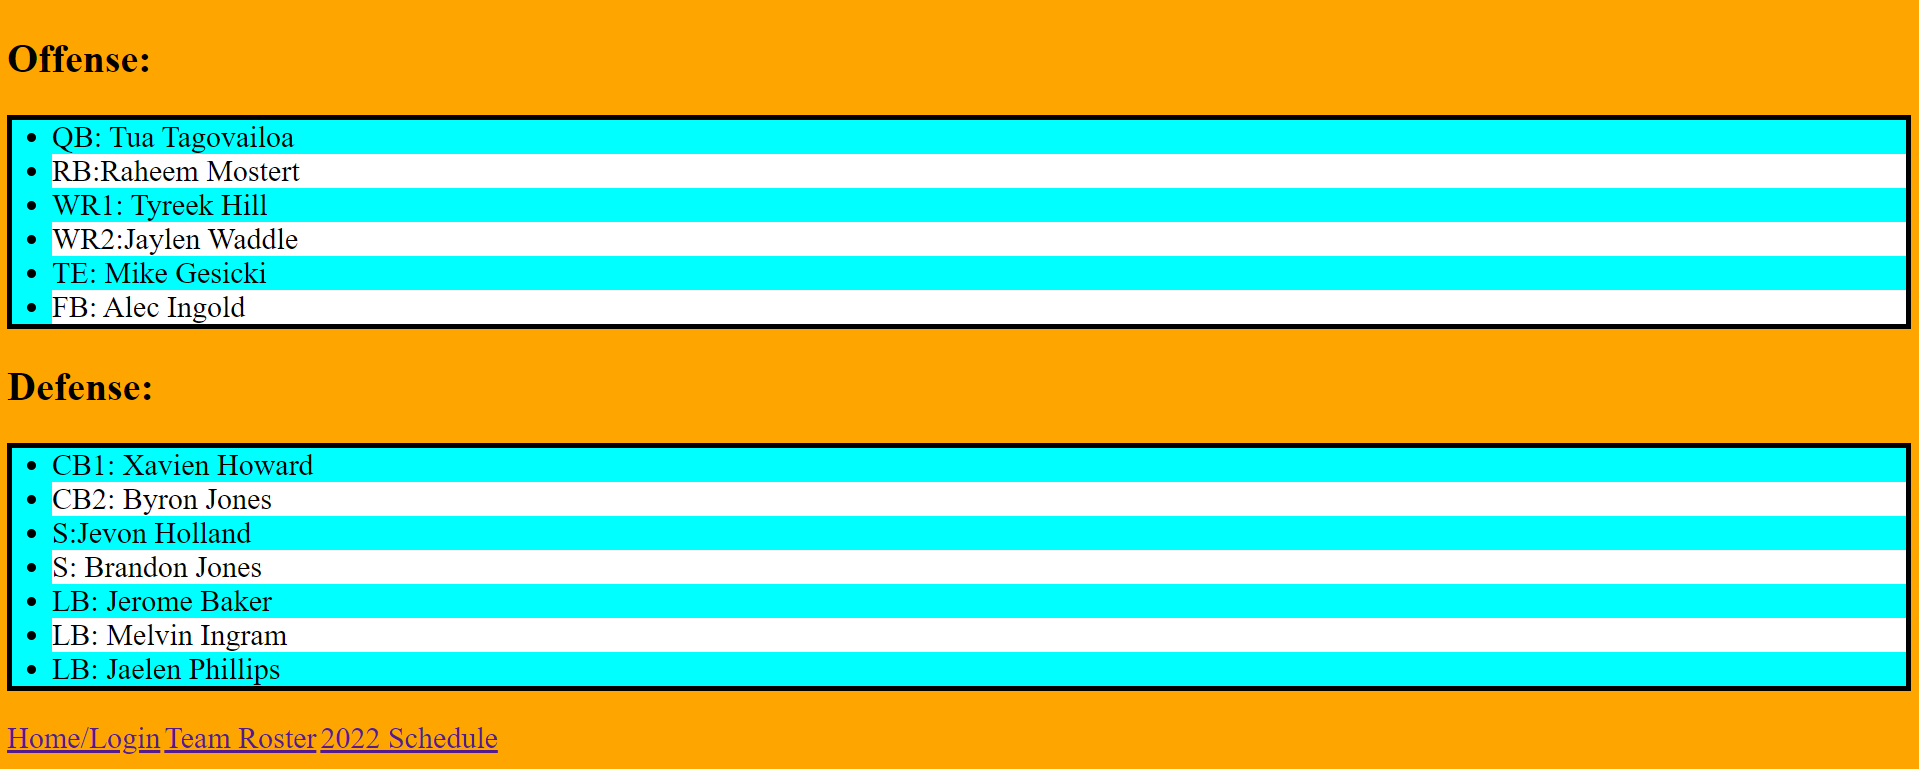 Offense:
QB: Tua Tagovailoa
RB:Raheem Mostert
WR1: Tyreek Hill
WR2:Jaylen Waddle
TE: Mike Gesicki
FB: Alec Ingold
Defense:
CB1: Xavien Howard
CB2: Byron Jones
S:Jevon Holland
S: Brandon Jones
LB: Jerome Baker
LB: Melvin Ingram
LB: Jaelen Phillips
Home/Login Team Roster 2022 Schedule